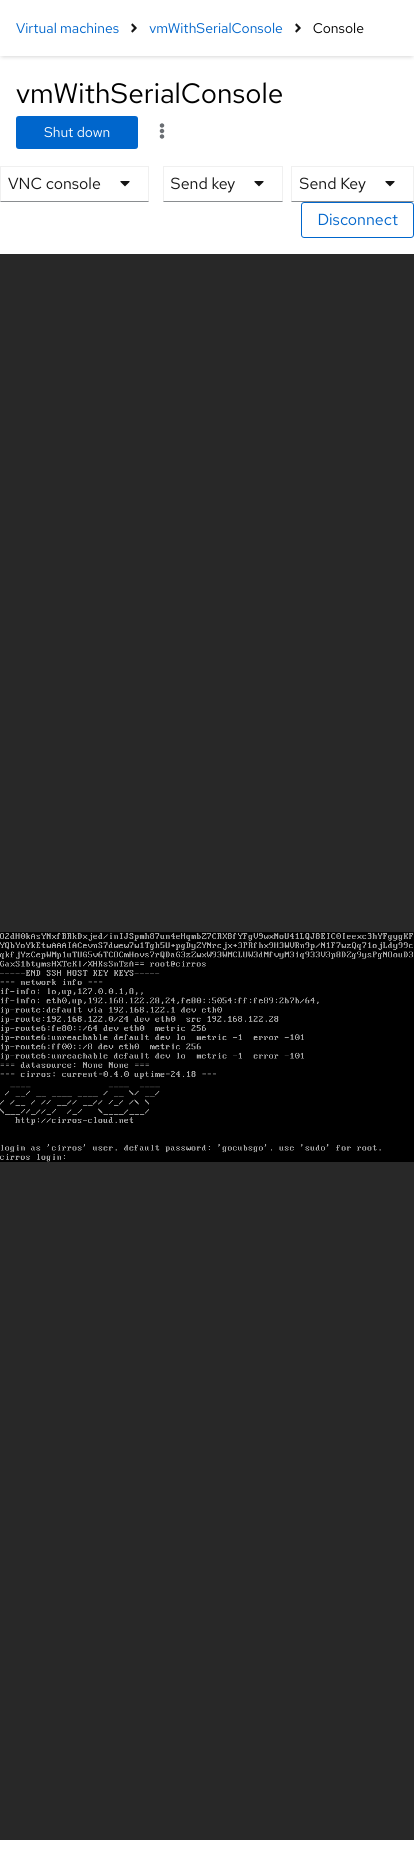 Virtual machines > vmWithSerialConsole > Console
vmWithSerialConsole
Shut down
VNC console Send key Send Key
Disconnect
-----END SSH HOST KEY KEYS-----
=== network info ===
if-info: lo,up,127.0.0.1,8,,
if-info: eth0,up,192.168.122.28,24,fe80::5054:ff:fe89:2b7b/64,
ip-route:default via 192.168.122.1 dev eth0
ip-route:192.168.122.0/24 dev eth0 src 192.168.122.28
ip-route6:fe80::/64 dev eth0 metric 256
ip-route6:unreachable default dev lo metric -1 error -101
ip-route6:ff00::/8 dev eth0 metric 256
ip-route6:unreachable default dev lo metric -1 error -101
=== datasource: None None ===
=== cirros: current=0.4.0 uptime=24.18 ===
http://cirros-cloud.net
login as 'cirros' user. default password: 'gocubsgo'. use 'sudo' for root.
cirros login: